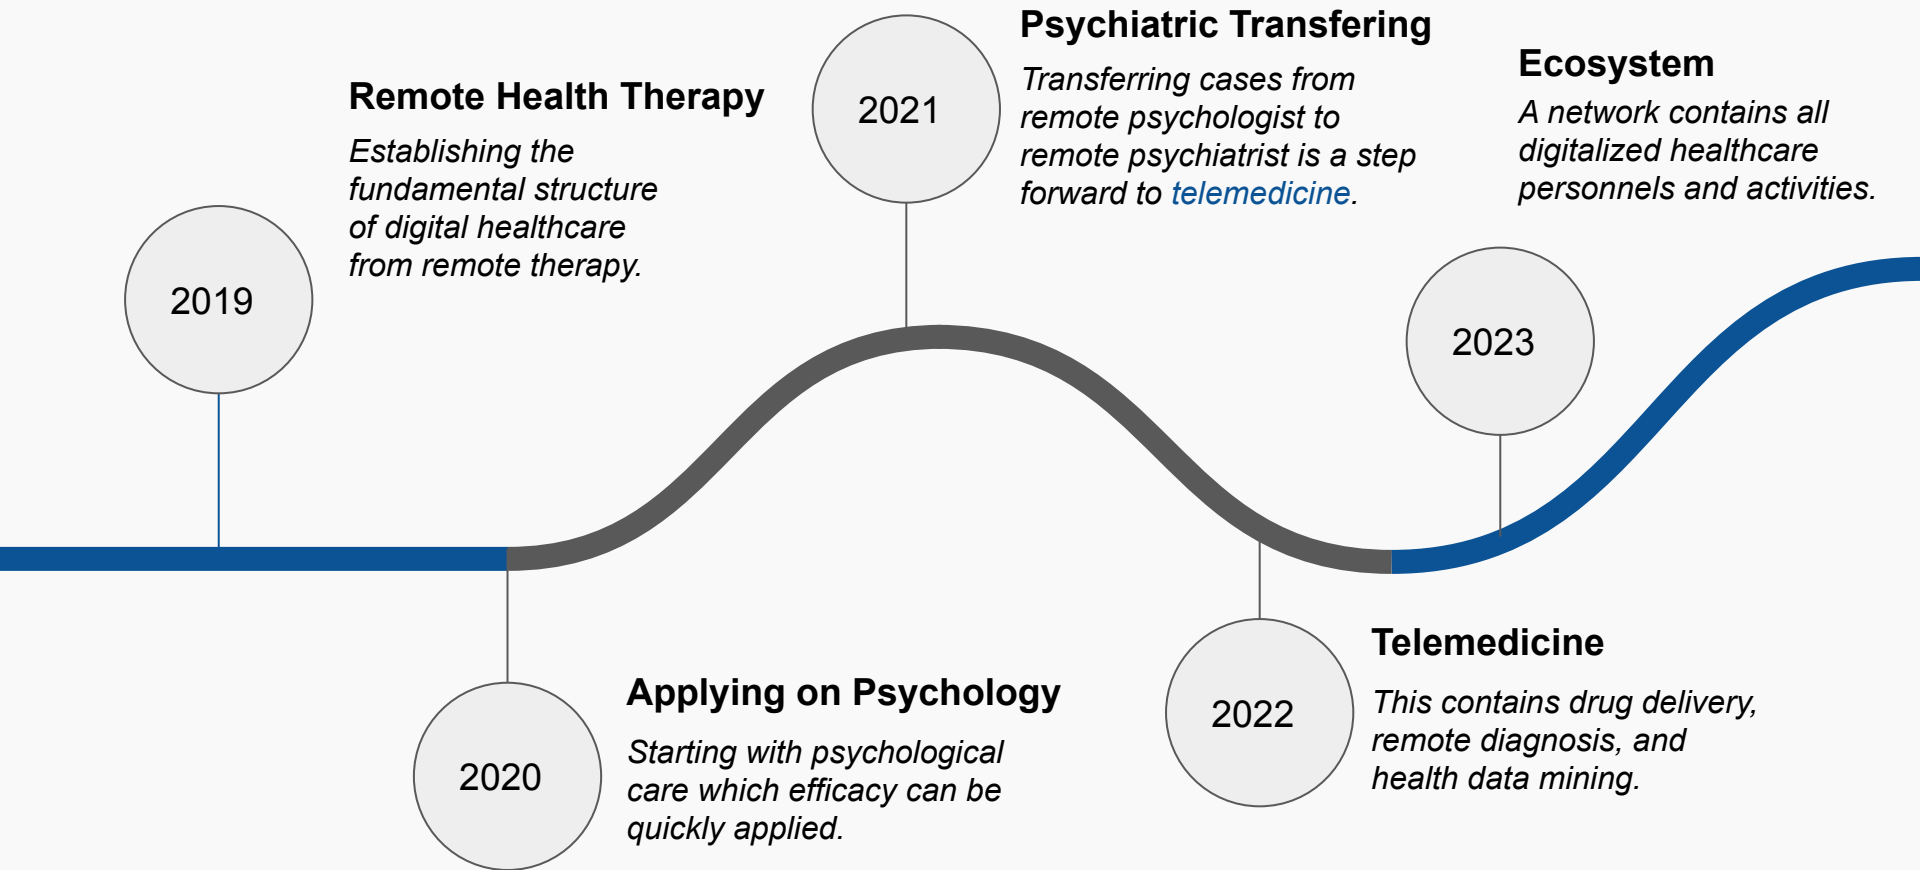 2019
Remote Health Therapy
Establishing the
fundamental structure
of digital healthcare
from remote therapy.
2020
Applying on Psychology
Starting with psychological
care which efficacy can be
quickly applied.
2021
Psychiatric Transfering
Transferring cases from
remote psychologist to
remote psychiatrist is a step
forward to telemedicine.
2022
Telemedicine
This contains drug delivery,
remote diagnosis, and
health data mining.
2023
Ecosystem
A network contains all
digitalized healthcare
personnels and activities.